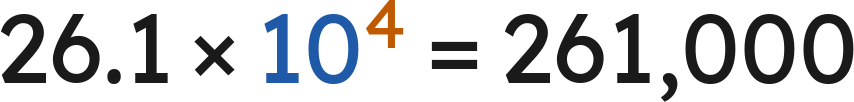 26.1 × 10⁴ = 261,000